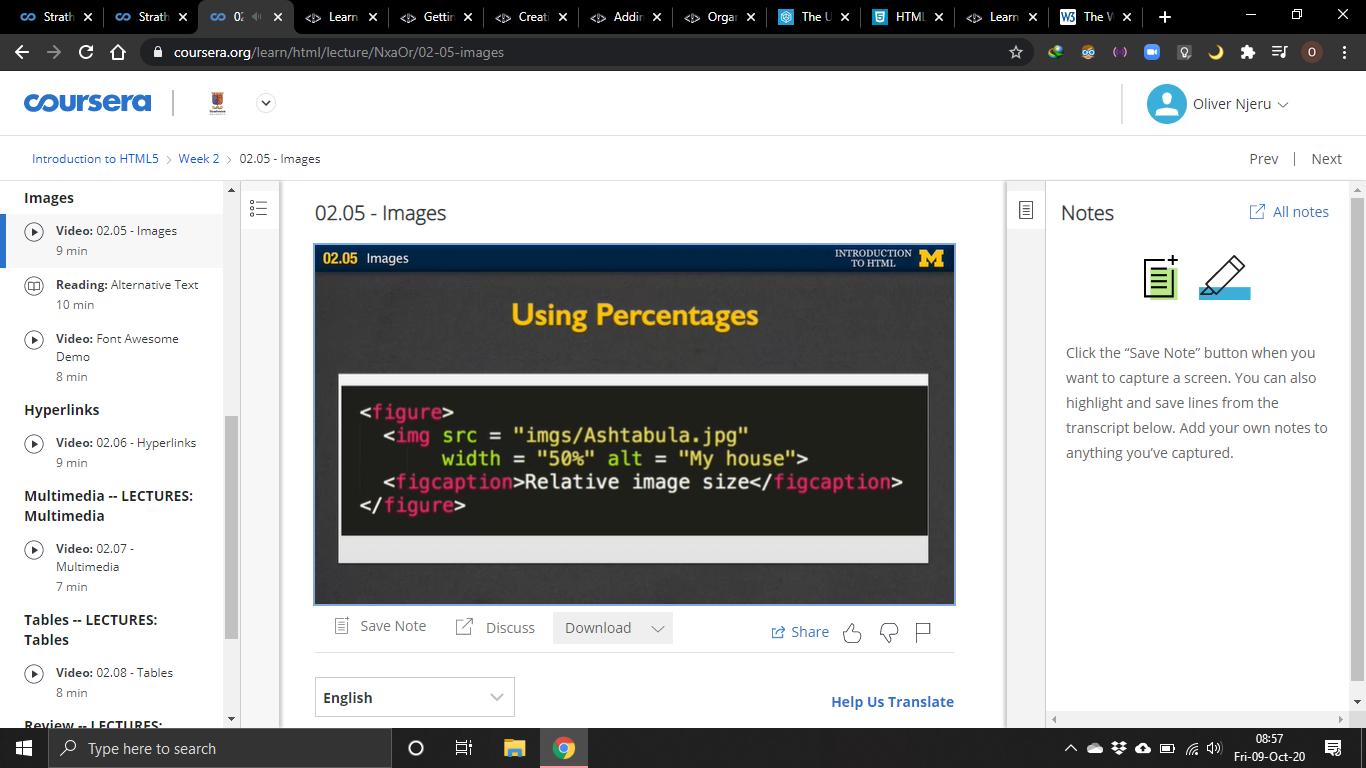 Strath
Strath
02
Learn
Gettin
Creati
Addin
Organ
The U
HTML
Learn
W3
The W
coursera.org/learn/html/lecture/NxaOr/02-05-images
O
coursera
Oliver Njeru
Introduction to HTML5 > Week 2 > 02.05 - Images
Prev | Next
Images
Video: 02.05 - Images
9 min
Reading: Alternative Text
10 min
Video: Font Awesome
Demo
8 min
Hyperlinks
Video: 02.06 - Hyperlinks
9 min
Multimedia -- LECTURES:
Multimedia
Video: 02.07 -
Multimedia
7 min
Tables -- LECTURES:
Tables
Video: 02.08 - Tables
8 min
Review -- LECTURES:
02.05 - Images
02.05 Images
INTRODUCTION
TO HTML
M
Using Percentages
<figure>
<img src = "imgs/Ashtabula.jpg"
width = "50%" alt = "My house">
<figcaption>Relative image size</figcaption>
</figure>
Save Note
Discuss
Download
Share
English
Help Us Translate
Notes
All notes
Click the “Save Note” button when you
want to capture a screen. You can also
highlight and save lines from the
transcript below. Add your own notes to
anything you’ve captured.
Type here to search
08:57
Fri-09-Oct-20